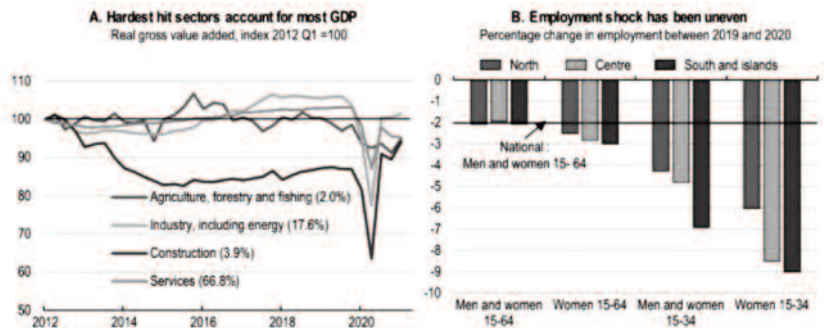 A. Hardest hit sectors account for most GDP
Real gross value added, index 2012 Q1 =100
110
100
90
80
70
60
50
Agriculture, forestry and fishing (2.0%)
Industry, including energy (17.6%)
Construction (3.9%)
Services (66.8%)
2012 2014 2016 2018 2020
B. Employment shock has been uneven
Percentage change in employment between 2019 and 2020
North Centre South and islands
0
-1
-2
-3
-4
-5
-6
-7
-8
-9
-10
National :
Men and women 15- 64
Men and women 15-64 Women 15-64 Men and women 15-34 Women 15-34